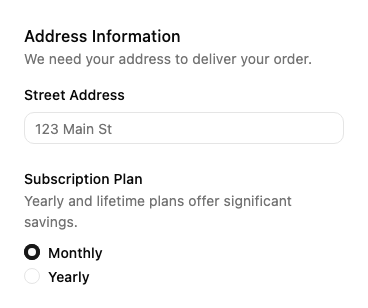 Address Information
We need your address to deliver your order.
Street Address
123 Main St
Subscription Plan
Yearly and lifetime plans offer significant
savings.
Monthly
Yearly